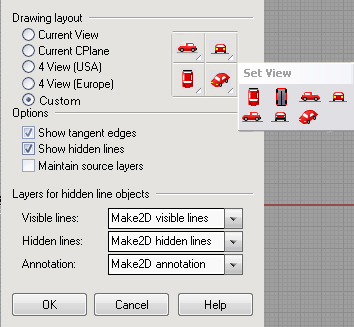 Drawing layout
Current View
Current CPlane
4 View (USA)
4 View (Europe)
Custom
Set View
Options
Show tangent edges
Show hidden lines
Maintain source layers
Layers for hidden line objects
Visible lines: Make2D visible lines
Hidden lines: Make2D hidden lines
Annotation: Make2D annotation
OK Cancel Help